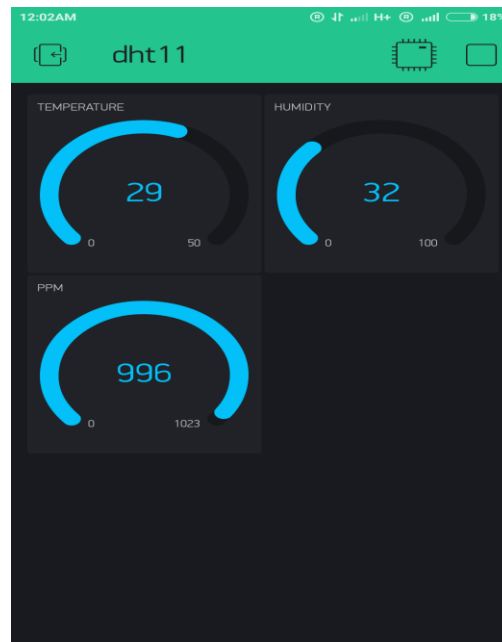 12:02AM ® H+ ® 18%
dht11
TEMPERATURE
29
0 50
HUMIDITY
32
0 100
PPM
996
0 1023